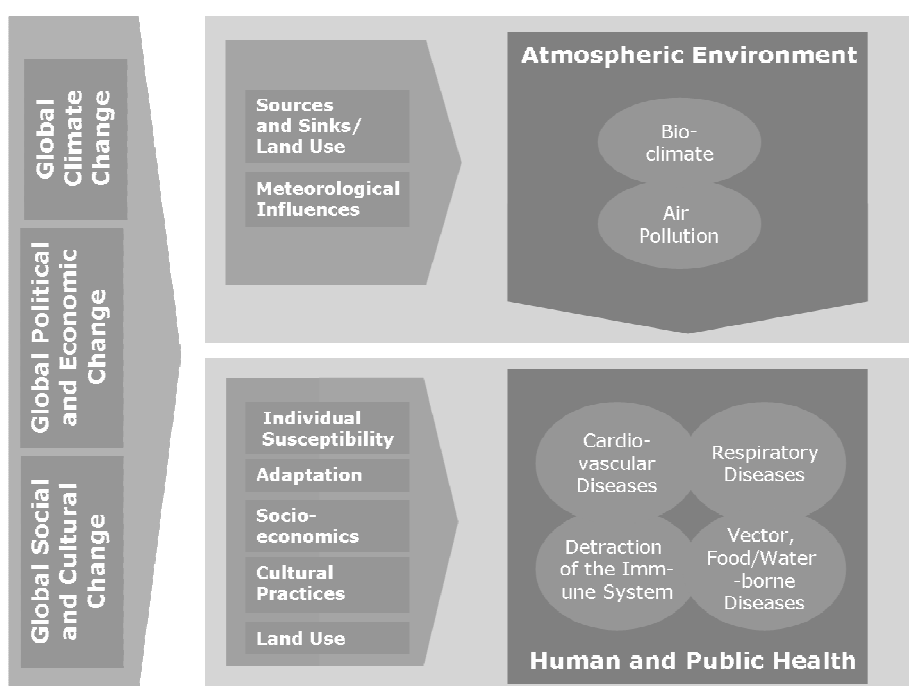 Global
Climate
Change
Global Political
and Economic
Change
Global Social
and Cultural
Change
Sources
and Sinks/
Land Use
Meteorological
Influences
Atmospheric Environment
Bio-
climate
Air
Pollution
Individual
Susceptibility
Adaptation
Socio-
economics
Cultural
Practices
Land Use
Cardio-
vascular
Diseases
Respiratory
Diseases
Detraction
of the Imm-
une System
Vector,
Food/Water
-borne
Diseases
Human and Public Health